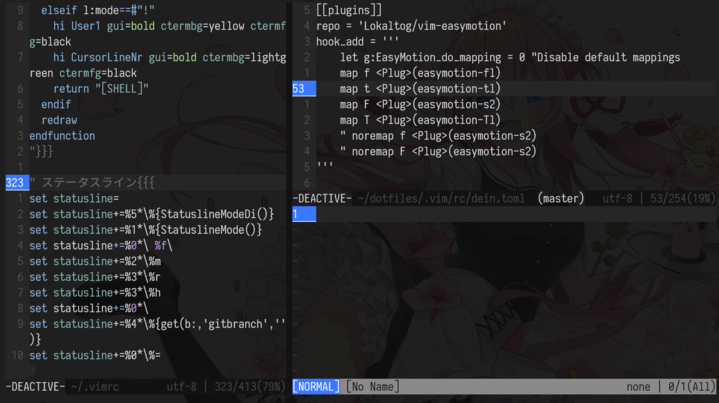 9   elseif l:mode==#"!"
8     hi User1 gui=bold ctermbg=yellow ctermf
g=black
7     hi CursorLineNr gui=bold ctermbg=lightg
reen ctermfg=black
6     return "[SHELL]"
5   endif
4   redraw
3 endfunction
2 "}}}
1
323 " ステータスライン{{{
1 set statusline=
2 set statusline+=%5*\%{StatuslineModeDi()}
3 set statusline+=%1*\%{StatuslineMode()}
4 set statusline+=%0*\ %f\
5 set statusline+=%2*\%m
6 set statusline+=%3*\%r
7 set statusline+=%3*\%h
8 set statusline+=%0*\
9 set statusline+=%4*\%{get(b:,'gitbranch',''
)}
10 set statusline+=%0*\%=
-DEACTIVE- ~/.vimrc utf-8 | 323/413(79%)
5 [[plugins]]
4 repo = 'Lokaltog/vim-easymotion'
3 hook_add = '''
2     let g:EasyMotion_do_mapping = 0 "Disable default mappings
1     map f <Plug>(easymotion-fl)
53     map t <Plug>(easymotion-tl)
1     map F <Plug>(easymotion-s2)
2     map T <Plug>(easymotion-Tl)
3     " noremap f <Plug>(easymotion-s2)
4     " noremap F <Plug>(easymotion-s2)
5 '''
6
-DEACTIVE- ~/dotfiles/.vim/rc/dein.toml (master) utf-8 | 53/254(19%)
1
~
~
~
~
~
~
~
~
~
~
[NORMAL] [No Name] none | 0/1(All)